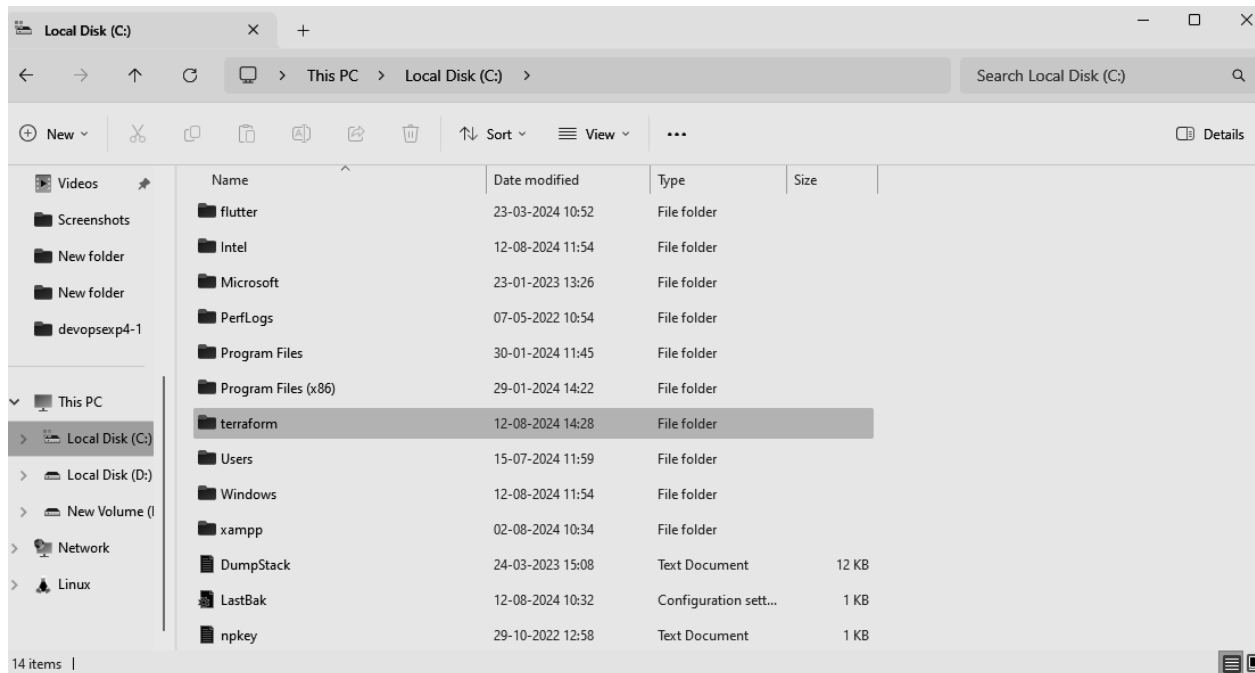 Local Disk (C:)
This PC > Local Disk (C:) >
Search Local Disk (C:)
New
Sort
View
Details
Videos
Screenshots
New folder
New folder
devopsexp4-1
This PC
Local Disk (C:)
Local Disk (D:)
New Volume (
Network
Linux
Name Date modified Type Size
flutter 23-03-2024 10:52 File folder
Intel 12-08-2024 11:54 File folder
Microsoft 23-01-2023 13:26 File folder
PerfLogs 07-05-2022 10:54 File folder
Program Files 30-01-2024 11:45 File folder
Program Files (x86) 29-01-2024 14:22 File folder
terraform 12-08-2024 14:28 File folder
Users 15-07-2024 11:59 File folder
Windows 12-08-2024 11:54 File folder
xampp 02-08-2024 10:34 File folder
DumpStack 24-03-2023 15:08 Text Document 12 KB
LastBak 12-08-2024 10:32 Configuration sett... 1 KB
npkey 29-10-2022 12:58 Text Document 1 KB
14 items